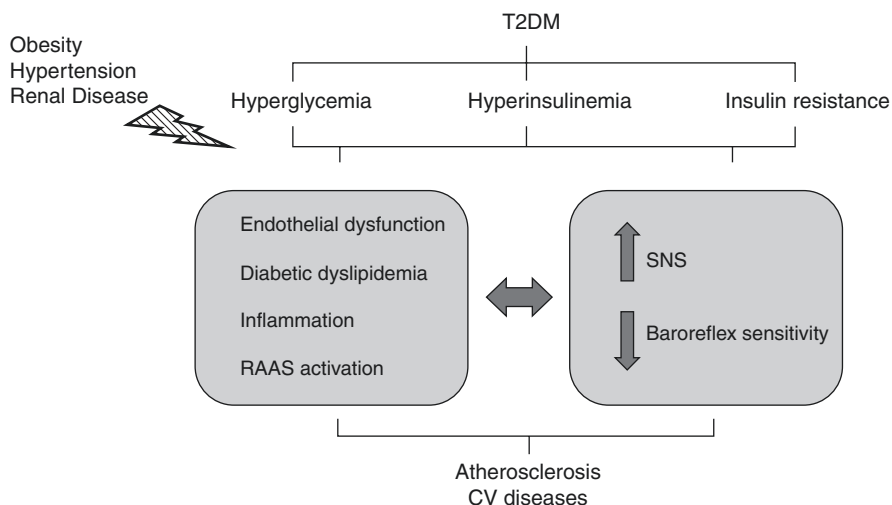 T2DM
Obesity
Hypertension
Renal Disease
Hyperglycemia
Hyperinsulinemia
Insulin resistance
Endothelial dysfunction
Diabetic dyslipidemia
Inflammation
RAAS activation
SNS
Baroreflex sensitivity
Atherosclerosis
CV diseases